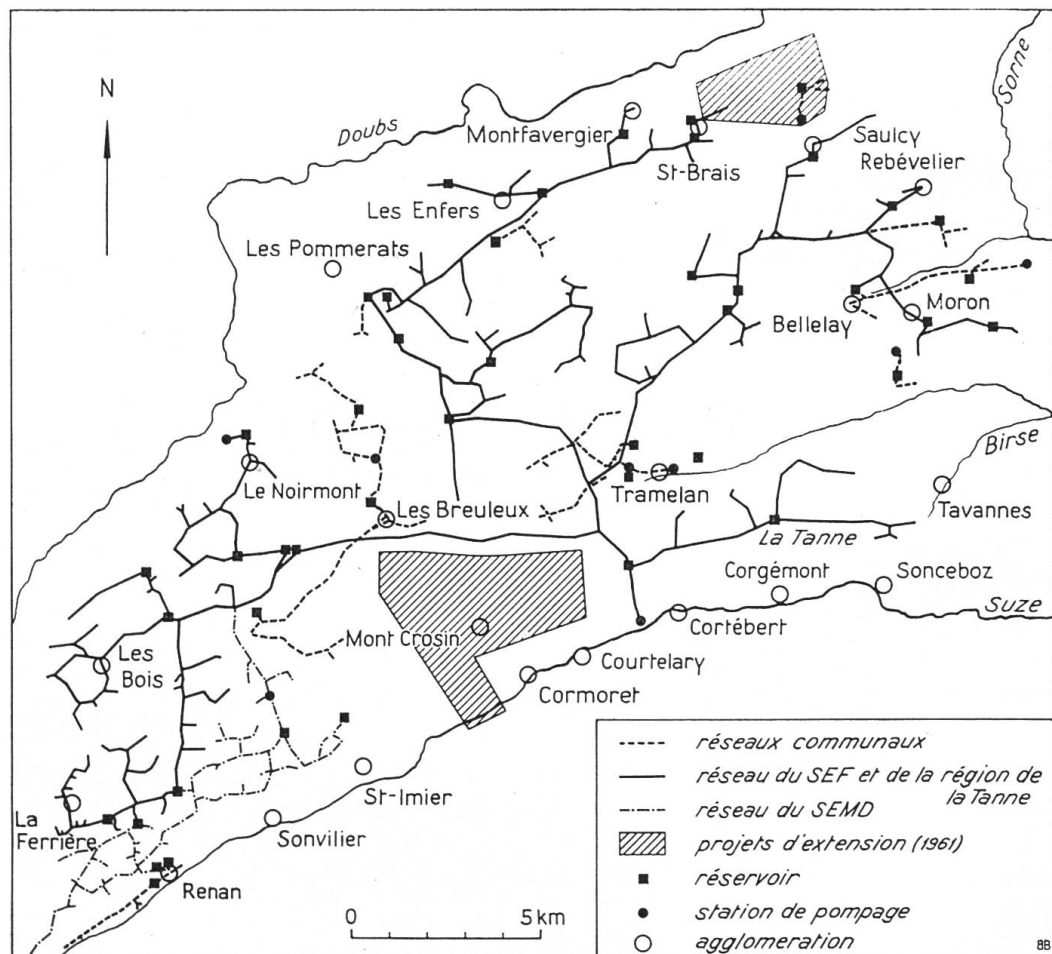 N
Doubs
Sorne
Montfavergier
St-Brais
Saulcy
Rebévelier
Les Enfers
Les Pommerats
Bellelay
Moron
Birse
Le Noirmont
Les Breuleux
Tramelan
Tavannes
La Tanne
Corgémont
Sonceboz
Suze
Mont Crosin
Cortébert
Les
Bois
Courtelary
Cormoret
St-Imier
La
Ferrière
Sonvilier
Renan
0 5 km
réseaux communaux
réseau du SEF et de la région de
la Tanne
réseau du SEMD
projets d'extension (1961)
réservoir
station de pompage
agglomeration
8B